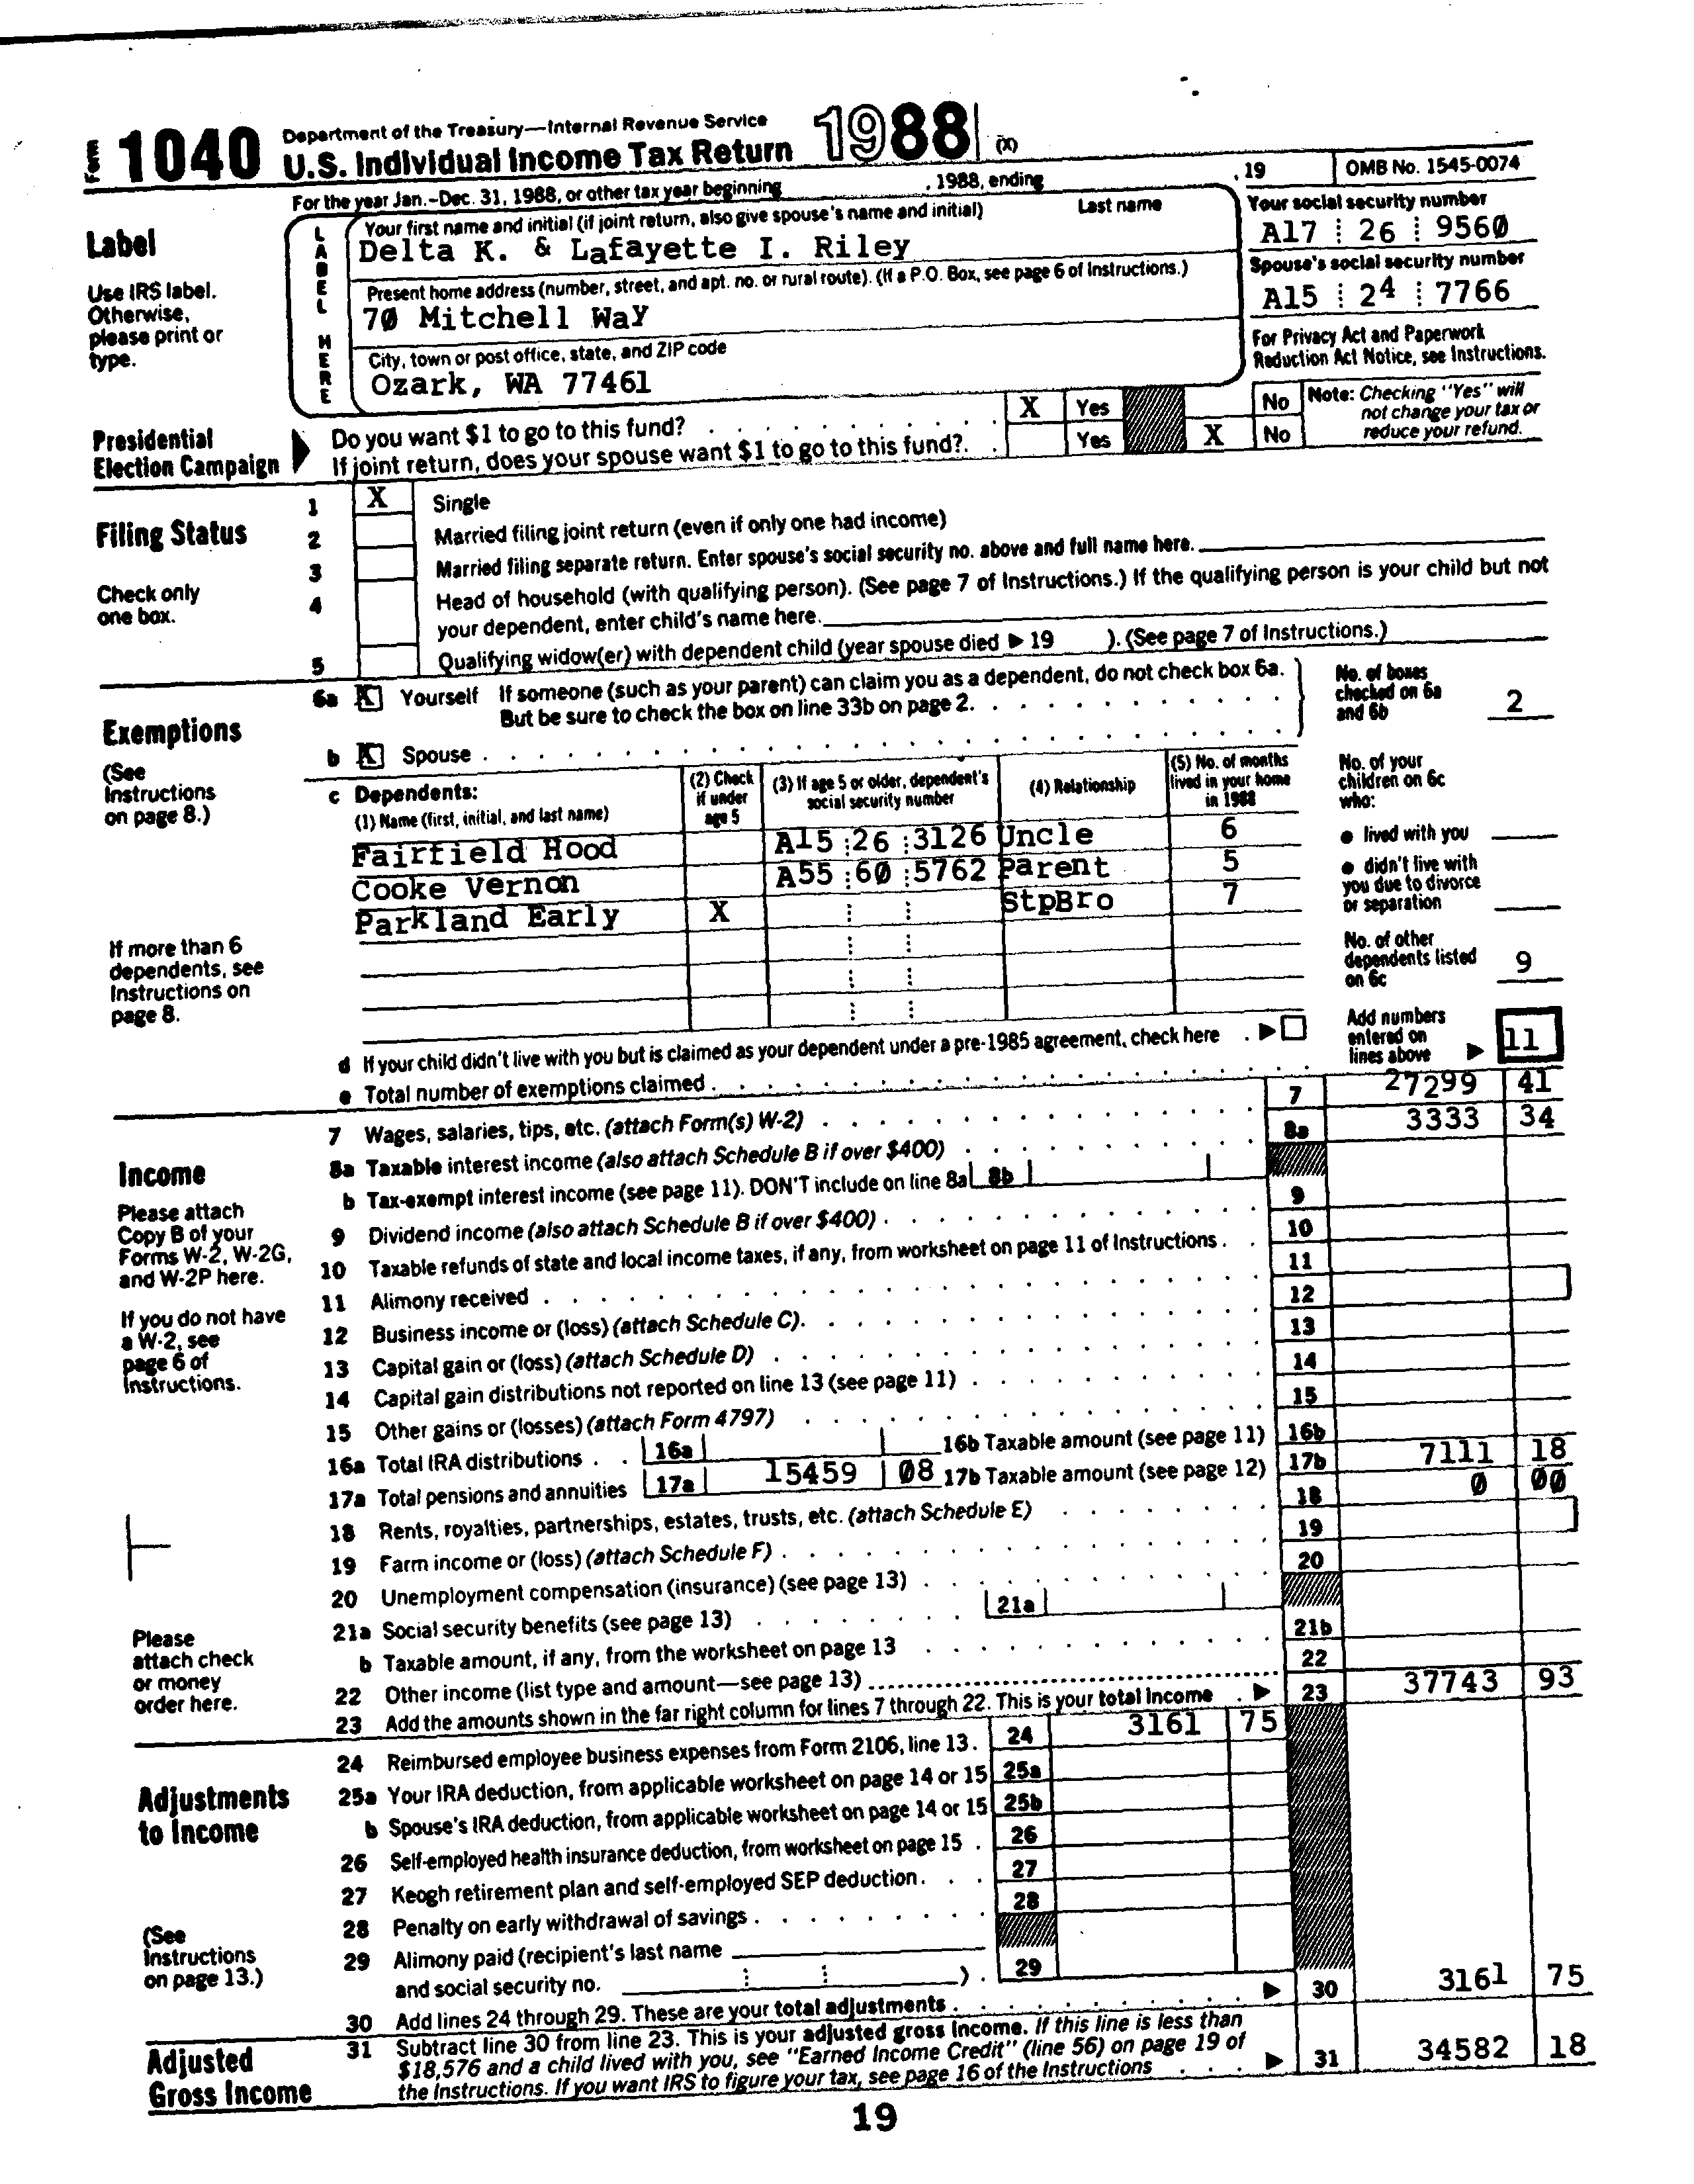 Form 1040 Department of the Treasury—Internal Revenue Service
U.S. Individual Income Tax Return 1988 (X)
For the year Jan.–Dec. 31, 1988, or other tax year beginning , 1988, ending , 19 OMB No. 1545-0074
Label
Use IRS label.
Otherwise,
please print or
type.
LABEL HERE
Your first name and initial (if joint return, also give spouse's name and initial) Last name
Delta K. & Lafayette I. Riley
Your social security number
A17 26 9560
Present home address (number, street, and apt. no. or rural route). (If a P.O. Box, see page 6 of Instructions.)
70 Mitchell Way
Spouse's social security number
A15 24 7766
City, town or post office, state, and ZIP code
Ozark, WA 77461
For Privacy Act and Paperwork
Reduction Act Notice, see Instructions.
Presidential
Election Campaign
Do you want $1 to go to this fund? X Yes No
If joint return, does your spouse want $1 to go to this fund? Yes X No
Note: Checking "Yes" will
not change your tax or
reduce your refund.
Filing Status
Check only
one box.
1 X Single
2 Married filing joint return (even if only one had income)
3 Married filing separate return. Enter spouse's social security no. above and full name here.
4 Head of household (with qualifying person). (See page 7 of Instructions.) If the qualifying person is your child but not
your dependent, enter child's name here.
5 Qualifying widow(er) with dependent child (year spouse died ▶ 19 ). (See page 7 of Instructions.)
Exemptions
(See
Instructions
on page 8.)
6a X Yourself If someone (such as your parent) can claim you as a dependent, do not check box 6a.
But be sure to check the box on line 33b on page 2.
b X Spouse
No. of boxes
checked on 6a
and 6b 2
c Dependents:
(1) Name (first, initial, and last name)
(2) Check
if under
age 5
(3) If age 5 or older, dependent's
social security number
(4) Relationship
(5) No. of months
lived in your home
in 1988
Fairfield Hood A15 26 3126 Uncle 6
Cooke Vernon A55 60 5762 Parent 5
Parkland Early X StpBro 7
No. of your
children on 6c
who:
● lived with you
● didn't live with
you due to divorce
or separation
No. of other
dependents listed
on 6c 9
If more than 6
dependents, see
Instructions on
page 8.
d If your child didn't live with you but is claimed as your dependent under a pre-1985 agreement, check here ▶
e Total number of exemptions claimed
Add numbers
entered on
lines above ▶ 11
Income
Please attach
Copy B of your
Forms W-2, W-2G,
and W-2P here.
If you do not have
a W-2, see
page 6 of
Instructions.
Please
attach check
or money
order here.
7 Wages, salaries, tips, etc. (attach Form(s) W-2) 7 27299 41
8a Taxable interest income (also attach Schedule B if over $400) 8a 3333 34
b Tax-exempt interest income (see page 11). DON'T include on line 8a 8b
9 Dividend income (also attach Schedule B if over $400) 9
10 Taxable refunds of state and local income taxes, if any, from worksheet on page 11 of Instructions 10
11 Alimony received 11
12 Business income or (loss) (attach Schedule C) 12
13 Capital gain or (loss) (attach Schedule D) 13
14 Capital gain distributions not reported on line 13 (see page 11) 14
15 Other gains or (losses) (attach Form 4797) 15
16a Total IRA distributions 16a 16b Taxable amount (see page 11) 16b
17a Total pensions and annuities 17a 15459 08 17b Taxable amount (see page 12) 17b 7111 18
18 Rents, royalties, partnerships, estates, trusts, etc. (attach Schedule E) 18 0 00
19 Farm income or (loss) (attach Schedule F) 19
20 Unemployment compensation (insurance) (see page 13) 20
21a Social security benefits (see page 13) 21a
b Taxable amount, if any, from the worksheet on page 13 21b
22 Other income (list type and amount—see page 13) 22
23 Add the amounts shown in the far right column for lines 7 through 22. This is your total income ▶ 23 37743 93
Adjustments
to Income
(See
Instructions
on page 13.)
24 Reimbursed employee business expenses from Form 2106, line 13. 24 3161 75
25a Your IRA deduction, from applicable worksheet on page 14 or 15 25a
b Spouse's IRA deduction, from applicable worksheet on page 14 or 15 25b
26 Self-employed health insurance deduction, from worksheet on page 15 26
27 Keogh retirement plan and self-employed SEP deduction 27
28 Penalty on early withdrawal of savings 28
29 Alimony paid (recipient's last name
and social security no. ) 29
30 Add lines 24 through 29. These are your total adjustments ▶ 30 3161 75
Adjusted
Gross Income
31 Subtract line 30 from line 23. This is your adjusted gross income. If this line is less than
$18,576 and a child lived with you, see "Earned Income Credit" (line 56) on page 19 of
the Instructions. If you want IRS to figure your tax, see page 16 of the Instructions ▶ 31 34582 18
19